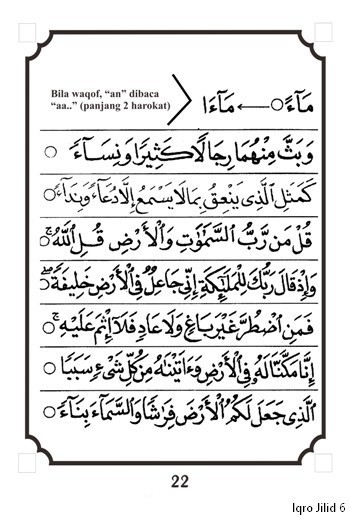 Bila waqof, “an” dibaca
“aa..” (panjang 2 harokat)
مَآءً ○ ← مَآءَا
وَبَثَّ مِنْهُمَا رِجَالًا كَثِيْرًا وَنِسَآءً ○
كَمَثَلِ الَّذِى يَنْعِقُ بِمَا لَا يَسْمَعُ إِلَّا دُعَآءً وَنِدَآءً ○
قُلْ مَن رَّبُّ السَّمٰوٰتِ وَالْأَرْضِ قُلِ اللّٰهُ ۚ ○
وَإِذْ قَالَ رَبُّكَ لِلْمَلٰٓئِكَةِ إِنِّى جَاعِلٌ فِى الْأَرْضِ خَلِيْفَةً ۖ ○
فَمَنِ اضْطُرَّ غَيْرَ بَاغٍ وَلَا عَادٍ فَلَآ إِثْمَ عَلَيْهِ ۚ ○
إِنَّا مَكَّنَّا لَهُ فِى الْأَرْضِ وَءَاتَيْنٰهُ مِنْ كُلِّ شَىْءٍ سَبَبًا ○
الَّذِى جَعَلَ لَكُمُ الْأَرْضَ فِرَاشًا وَالسَّمَآءَ بِنَآءً ○
22
Iqro Jilid 6